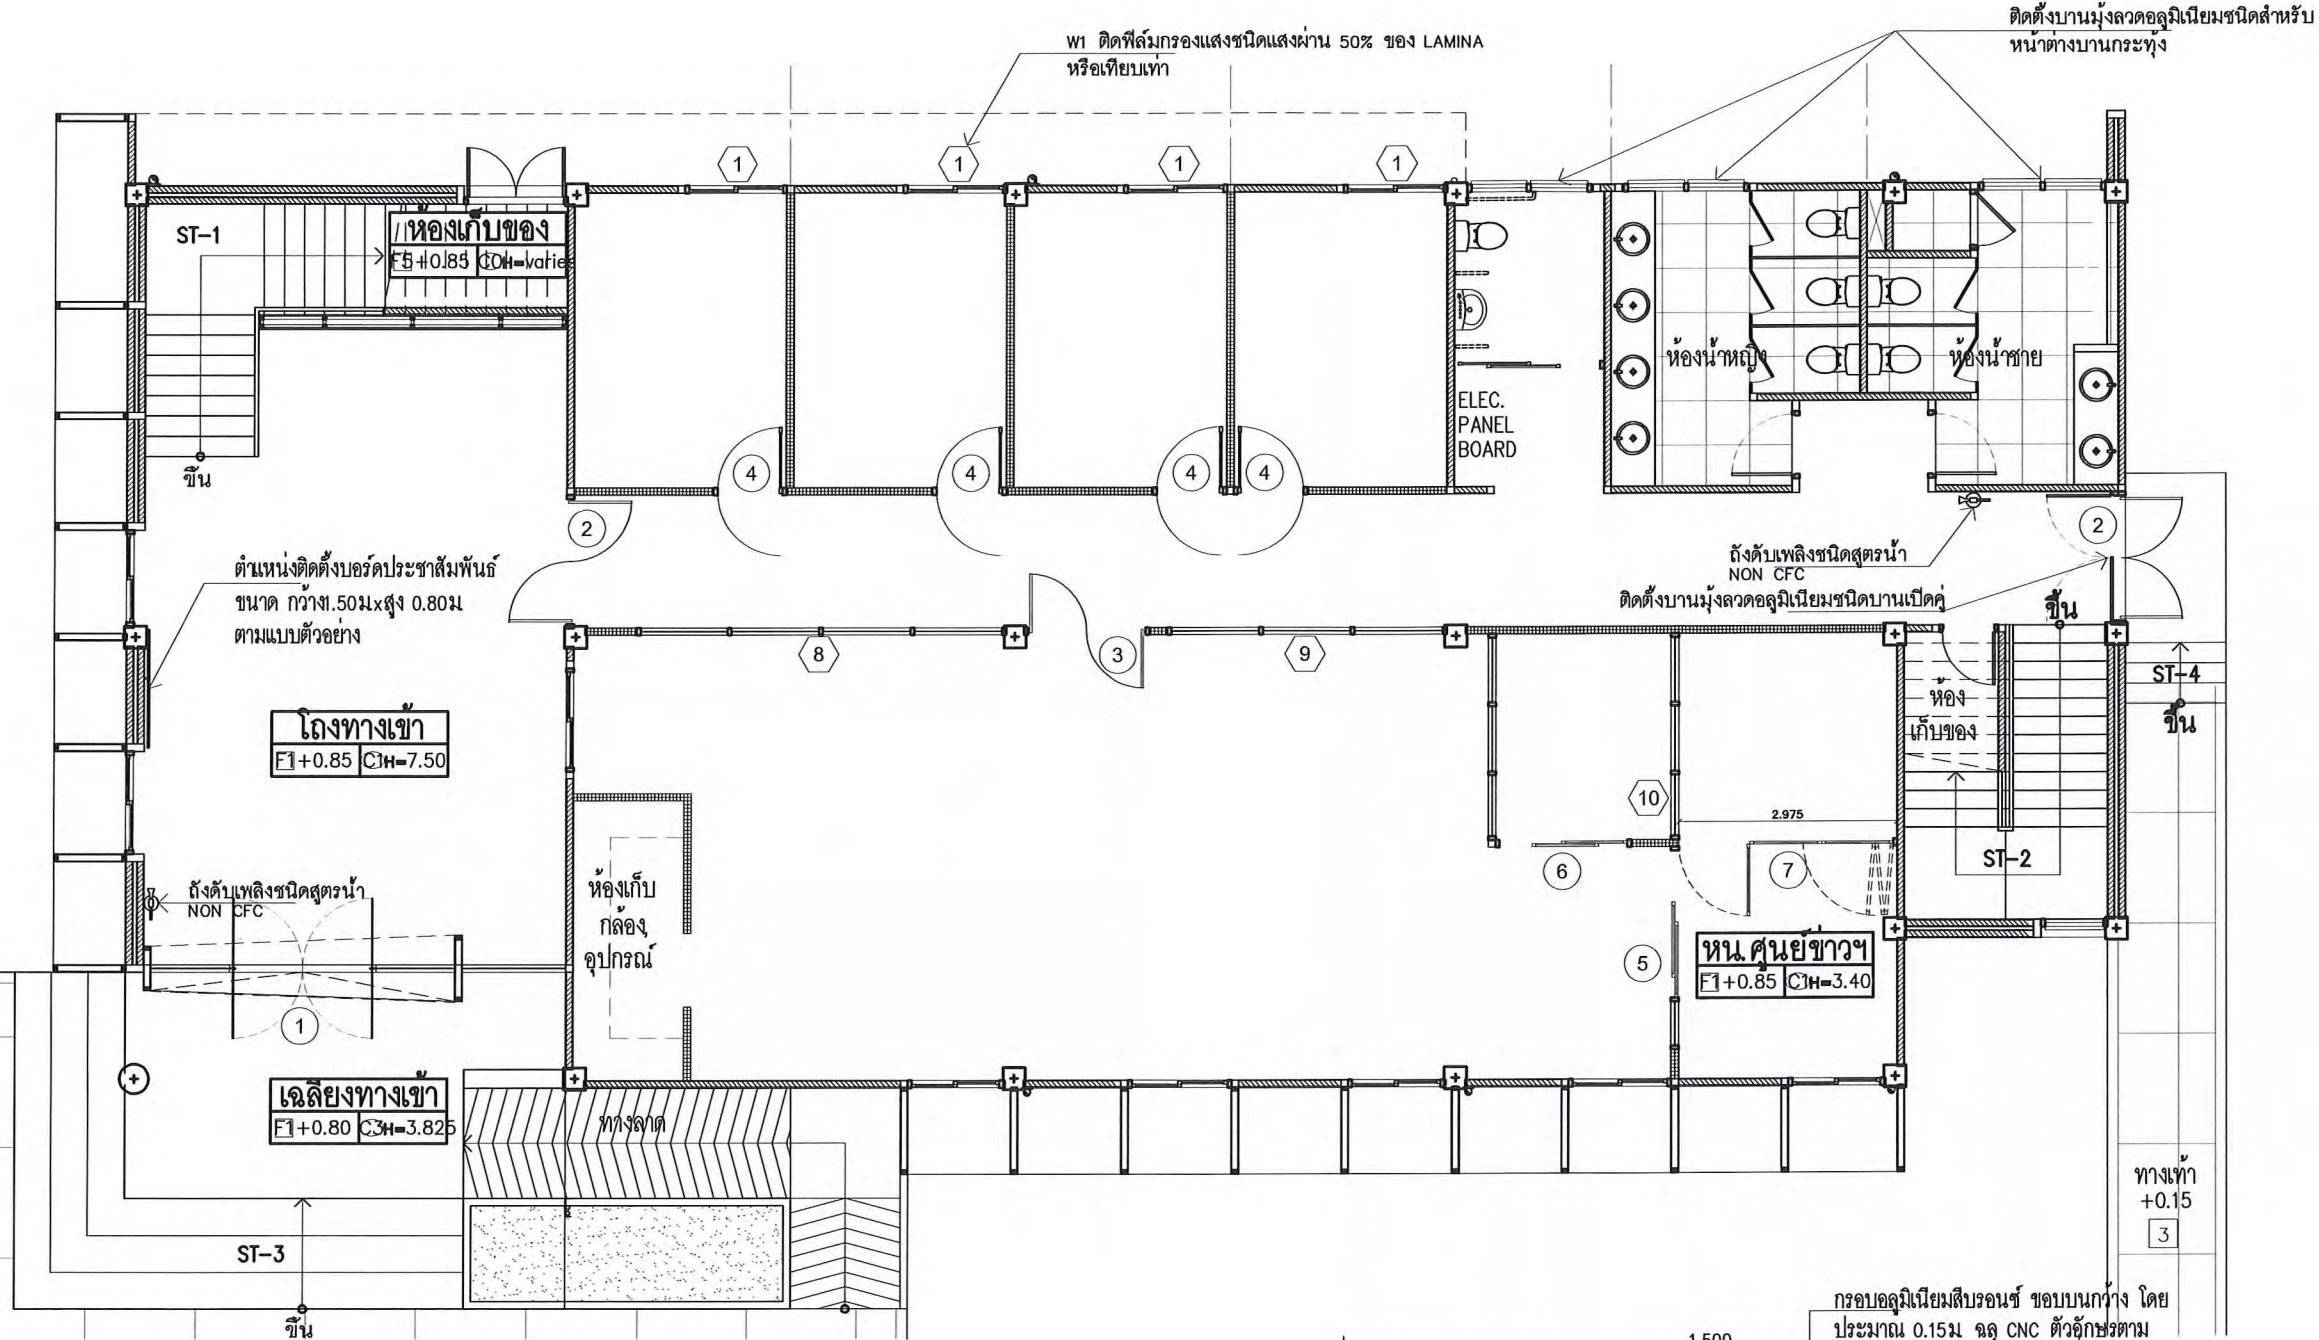 ติดตั้งบานมุ้งลวดอลูมิเนียมชนิดสำหรับ
หน้าต่างบานกระทุ้ง
W1 ติดฟิล์มกรองแสงชนิดแสงผ่าน 50% ของ LAMINA
หรือเทียบเท่า
1
1
1
1
ST-1
ห้องเก็บของ
F5 +0.85 C0 H=varie
ห้องน้ำหญิง
ห้องน้ำชาย
ELEC.
PANEL
BOARD
ขึ้น
4
4
4
4
2
2
ถังดับเพลิงชนิดสูตรน้ำ
NON CFC
ติดตั้งบานมุ้งลวดอลูมิเนียมชนิดบานเปิดคู่
ขึ้น
ตำแหน่งติดตั้งบอร์ดประชาสัมพันธ์
ขนาด กว้าง1.50มxสูง 0.80ม
ตามแบบตัวอย่าง
8
3
9
ห้อง
เก็บของ
ST-4
ขึ้น
โถงทางเข้า
F1 +0.85 C1 H=7.50
10
2.975
ST-2
6
7
ถังดับเพลิงชนิดสูตรน้ำ
NON CFC
ห้องเก็บ
กล้อง,
อุปกรณ์
5
หน.ศูนย์ข่าวฯ
F1 +0.85 C1 H=3.40
1
เฉลียงทางเข้า
F1 +0.80 C3 H=3.825
ทางลาด
ทางเท้า
+0.15
3
ST-3
ขึ้น
กรอบอลูมิเนียมสีบรอนซ์ ขอบบนกว้าง โดย
ประมาณ 0.15ม ฉลุ CNC ตัวอักษรตาม
1.500